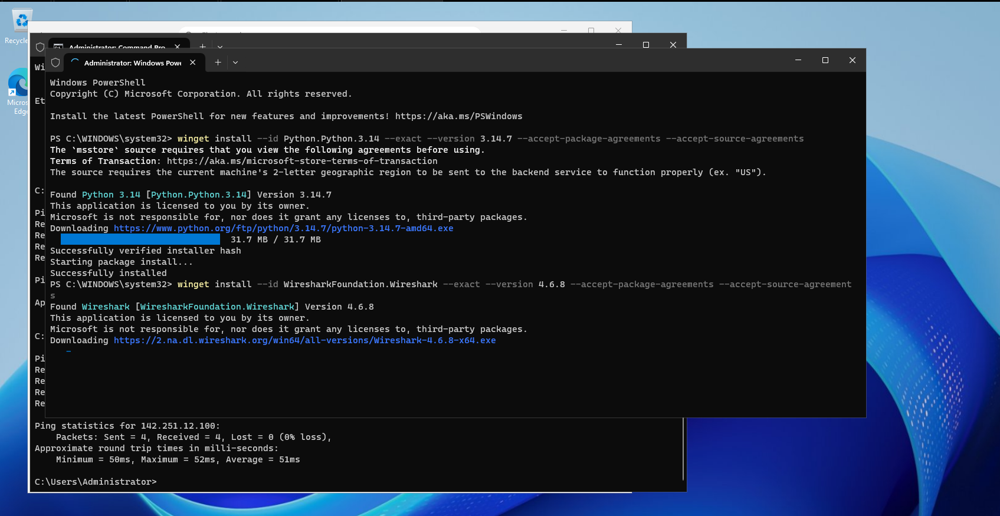 Recycle
Micros
Edge
Administrator: Command Pro
Wi
Et
C:
Pi
Re
Re
Re
Re
Pi
Ap
C:
Pi
Re
Re
Re
Re
Ping statistics for 142.251.12.100:
Packets: Sent = 4, Received = 4, Lost = 0 (0% loss),
Approximate round trip times in milli-seconds:
Minimum = 50ms, Maximum = 52ms, Average = 51ms
C:\Users\Administrator>
Administrator: Windows Powe
Windows PowerShell
Copyright (C) Microsoft Corporation. All rights reserved.
Install the latest PowerShell for new features and improvements! https://aka.ms/PSWindows
PS C:\WINDOWS\system32> winget install --id Python.Python.3.14 --exact --version 3.14.7 --accept-package-agreements --accept-source-agreements
The `msstore` source requires that you view the following agreements before using.
Terms of Transaction: https://aka.ms/microsoft-store-terms-of-transaction
The source requires the current machine's 2-letter geographic region to be sent to the backend service to function properly (ex. "US").
Found Python 3.14 [Python.Python.3.14] Version 3.14.7
This application is licensed to you by its owner.
Microsoft is not responsible for, nor does it grant any licenses to, third-party packages.
Downloading https://www.python.org/ftp/python/3.14.7/python-3.14.7-amd64.exe
31.7 MB / 31.7 MB
Successfully verified installer hash
Starting package install...
Successfully installed
PS C:\WINDOWS\system32> winget install --id WiresharkFoundation.Wireshark --exact --version 4.6.8 --accept-package-agreements --accept-source-agreement
s
Found Wireshark [WiresharkFoundation.Wireshark] Version 4.6.8
This application is licensed to you by its owner.
Microsoft is not responsible for, nor does it grant any licenses to, third-party packages.
Downloading https://2.na.dl.wireshark.org/win64/all-versions/Wireshark-4.6.8-x64.exe